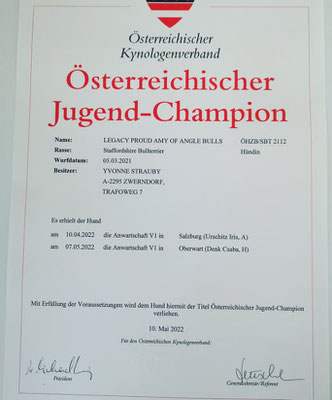 Österreichischer
Kynologenverband
Österreichischer
Jugend-Champion
Name: LEGACY PROUD AMY OF ANGLE BULLS ÖHZB/SBT 2112
Rasse: Staffordshire Bullterrier Hündin
Wurfdatum: 05.03.2021
Besitzer: YVONNE STRAUBY
A-2295 ZWERNDORF,
TRAFOWEG 7
Es erhielt der Hund
am 10.04.2022 die Anwartschaft V1 in Salzburg (Urschitz Iris, A)
am 07.05.2022 die Anwartschaft V1 in Oberwart (Denk Csaba, H)
Mit Erfüllung der Voraussetzungen wird dem Hund hiermit der Titel Österreichischer Jugend-Champion
verliehen.
10. Mai 2022
Für den Österreichischen Kynologenverband:
Präsident Generalsekretär/Referent